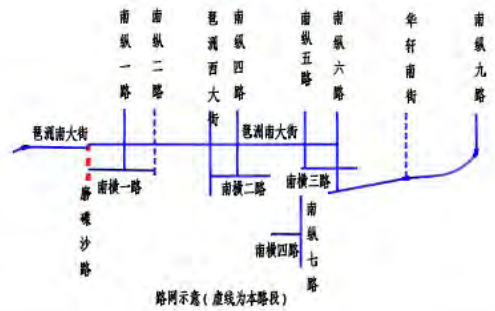 南纵一路
南纵二路
琶洲西大街
南纵四路
南纵五路
南纵六路
华轩南街
南纵九路
琶洲南大街
琶洲南大街
南横一路
南横二路
南横三路
磨碟沙路
南纵七路
南横四路
路网示意(虚线为本路段)